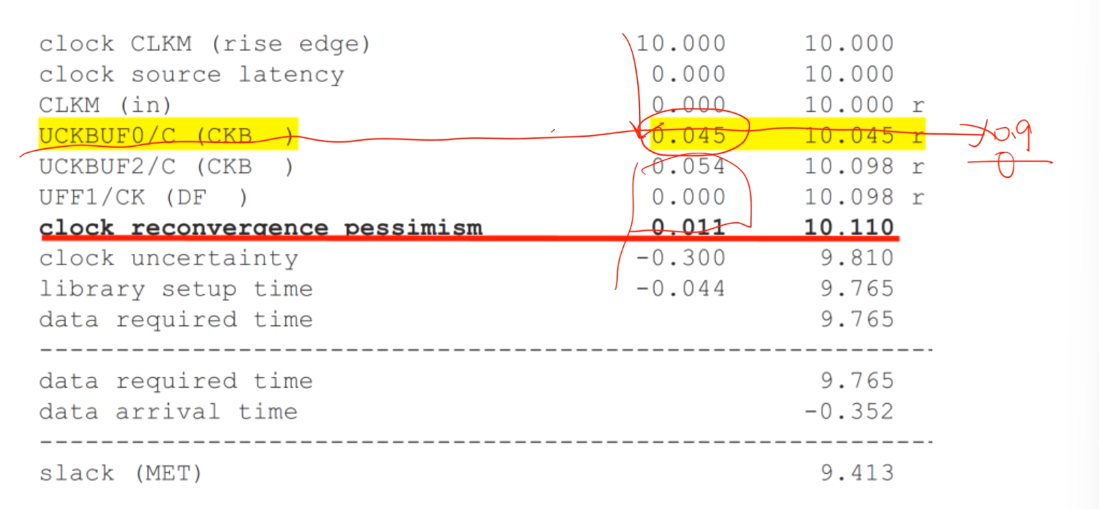 clock CLKM (rise edge) 10.000 10.000
clock source latency 0.000 10.000
CLKM (in) 0.000 10.000 r
UCKBUF0/C (CKB ) 0.045 10.045 r
0.9
0
UCKBUF2/C (CKB ) 0.054 10.098 r
UFF1/CK (DF ) 0.000 10.098 r
clock reconvergence pessimism 0.011 10.110
clock uncertainty -0.300 9.810
library setup time -0.044 9.765
data required time 9.765
data required time 9.765
data arrival time -0.352
slack (MET) 9.413